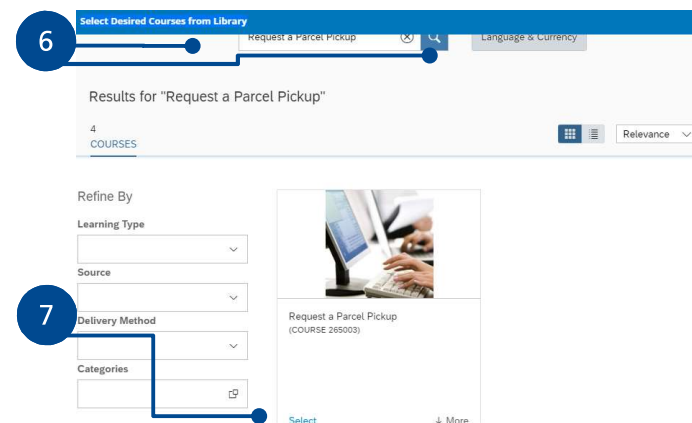 Select Desired Courses from Library
6
Request a Parcel Pickup
Language & Currency
Results for "Request a Parcel Pickup"
4
COURSES
Relevance
Refine By
Learning Type
Source
7
Delivery Method
Categories
Request a Parcel Pickup
(COURSE 265003)
Select
More